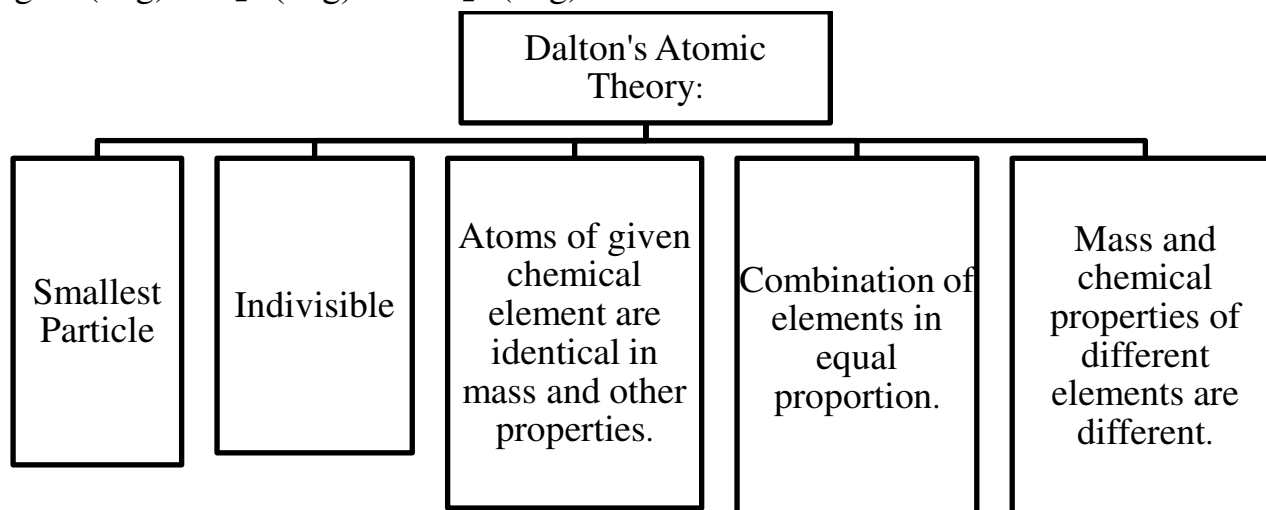 Dalton's Atomic
Theory:
Smallest
Particle
Indivisible
Atoms of given
chemical
element are
identical in
mass and other
properties.
Combination of
elements in
equal
proportion.
Mass and
chemical
properties of
different
elements are
different.